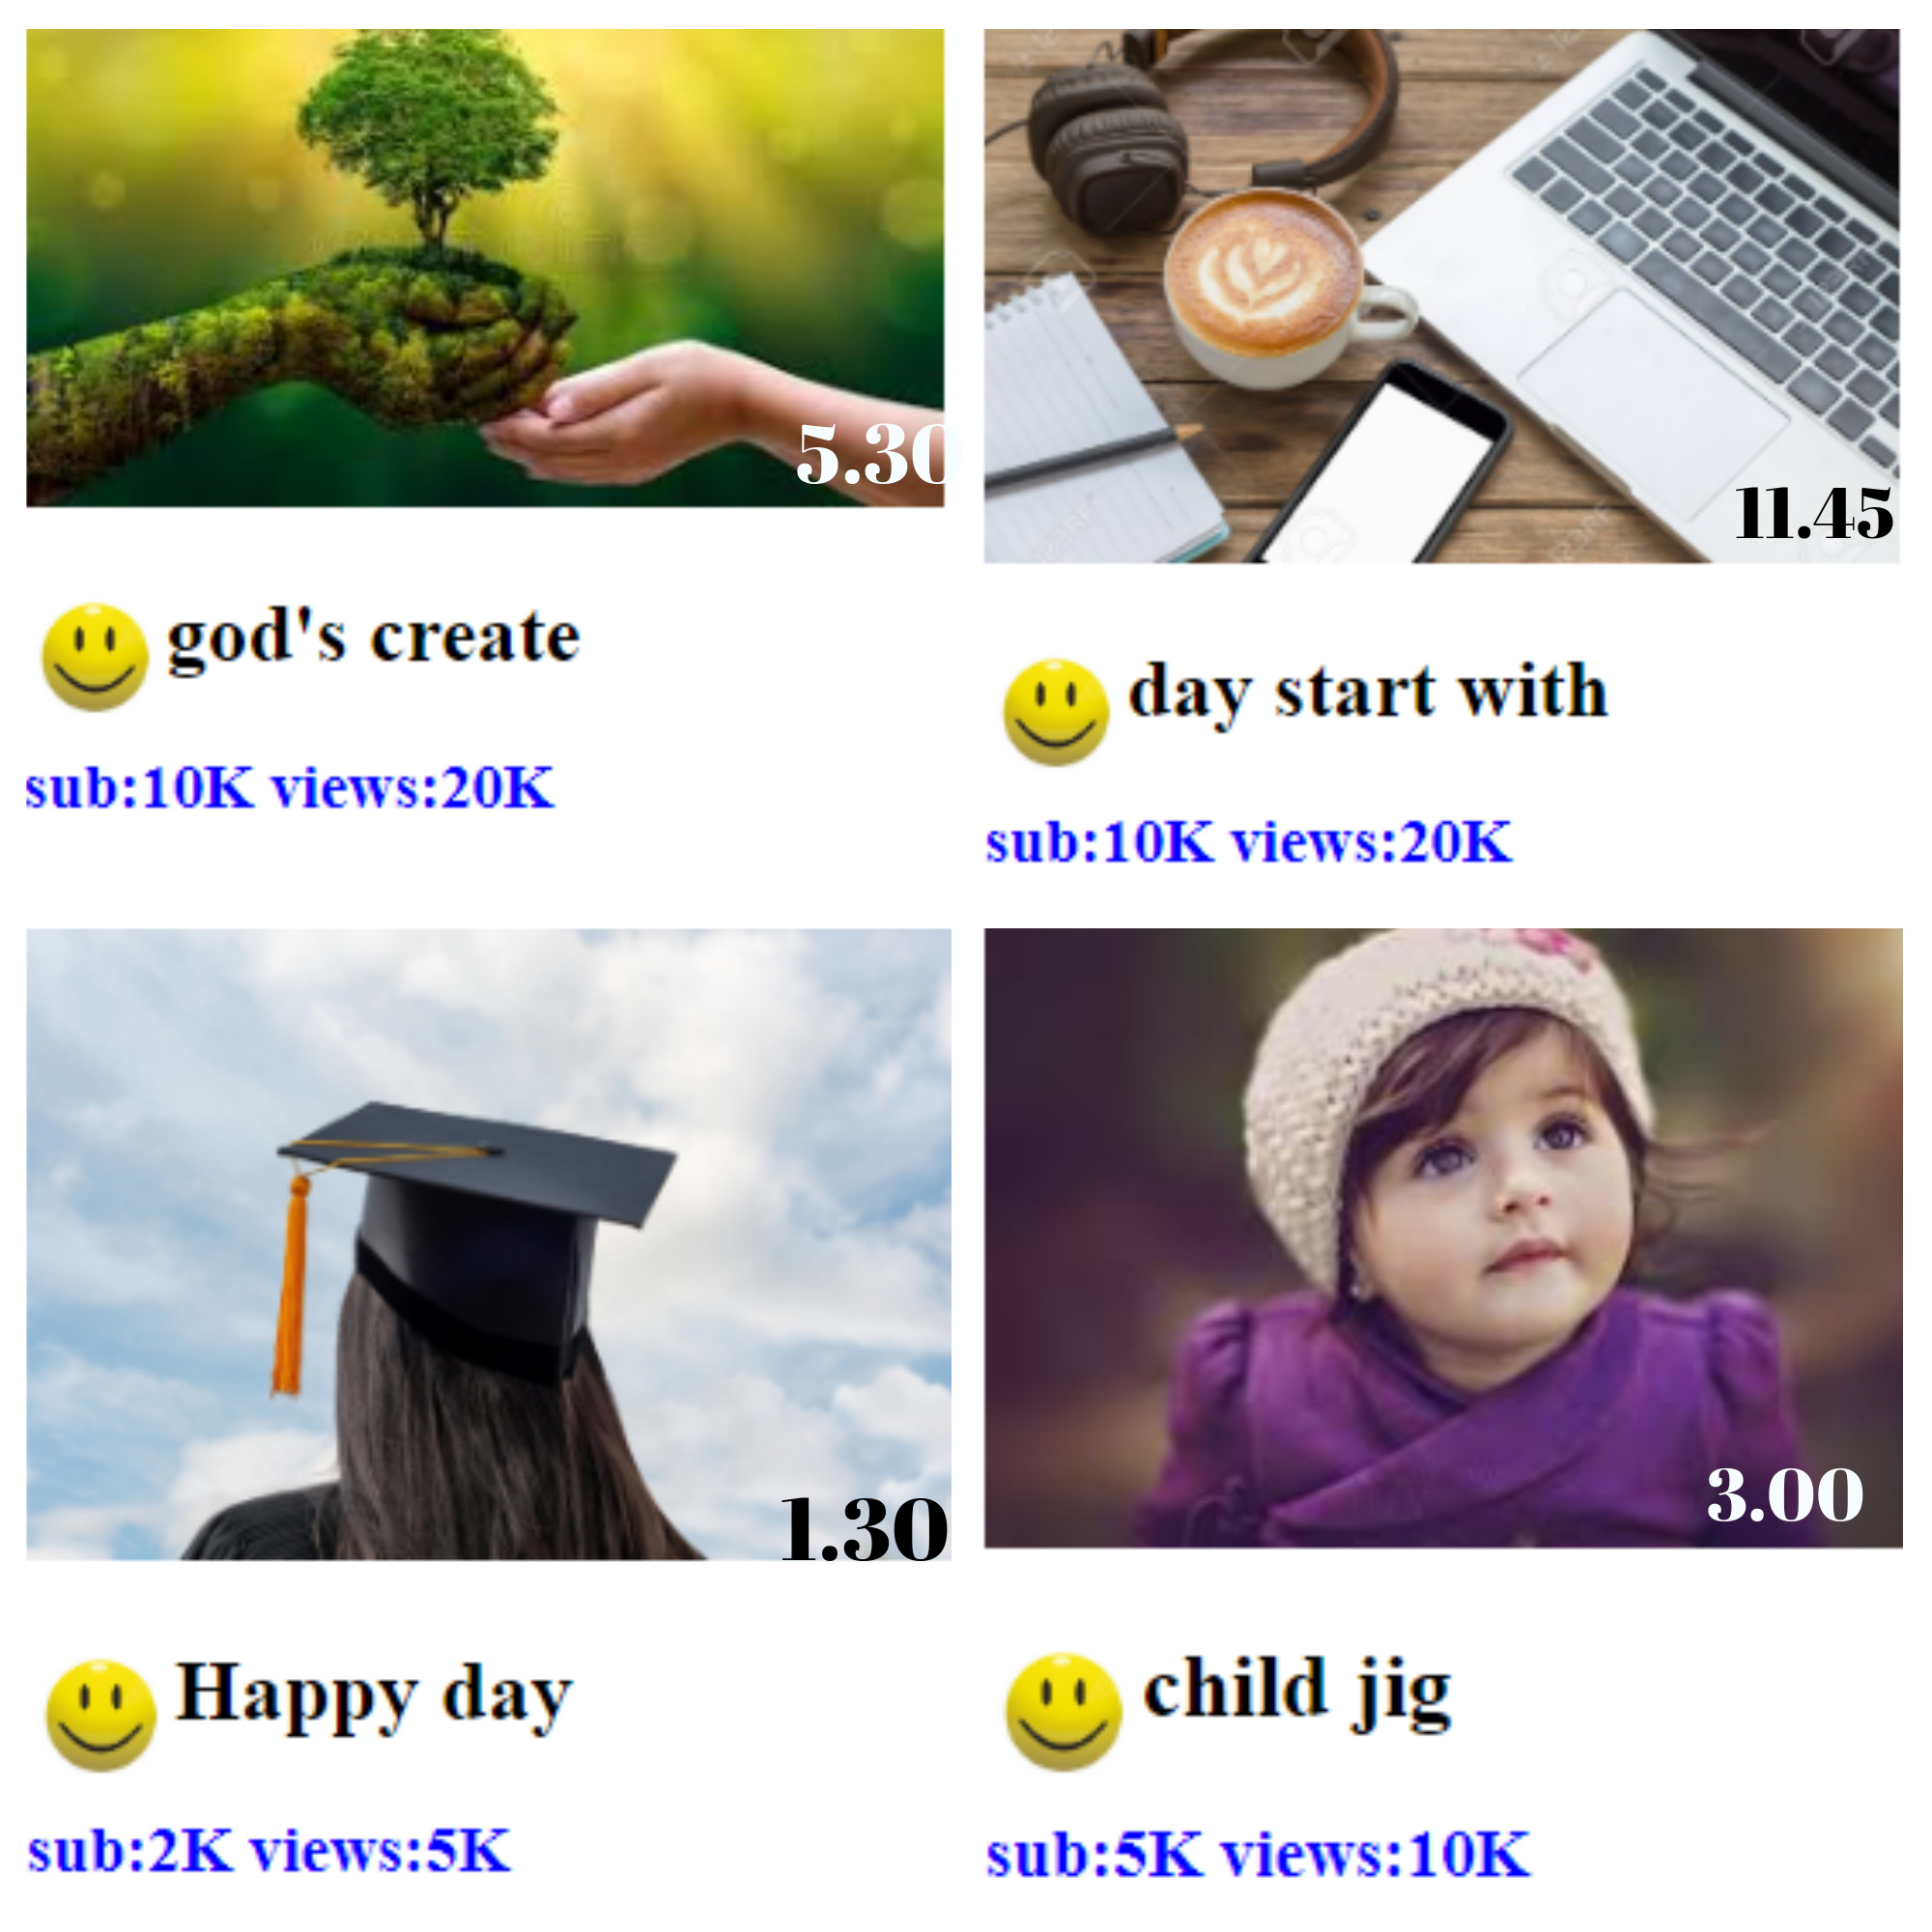 5.30
god's create
sub:10K views:20K
11.45
day start with
sub:10K views:20K
1.30
Happy day
sub:2K views:5K
3.00
child jig
sub:5K views:10K